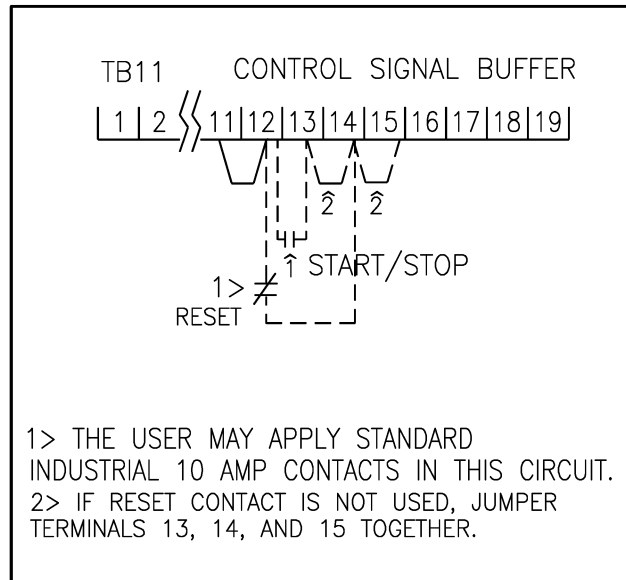 TB11 CONTROL SIGNAL BUFFER
1 2 11 12 13 14 15 16 17 18 19
2 2
1 START/STOP
1>
RESET
1> THE USER MAY APPLY STANDARD
INDUSTRIAL 10 AMP CONTACTS IN THIS CIRCUIT.
2> IF RESET CONTACT IS NOT USED, JUMPER
TERMINALS 13, 14, AND 15 TOGETHER.